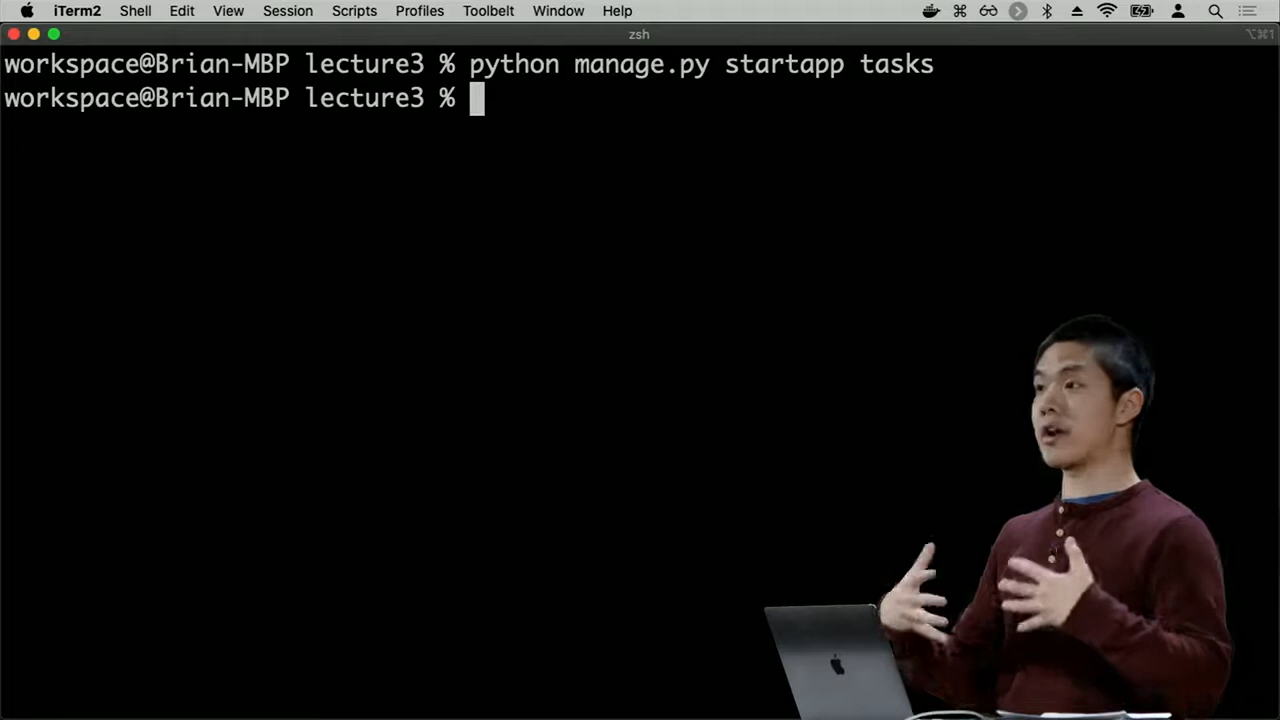 iTerm2 Shell Edit View Session Scripts Profiles Toolbelt Window Help
zsh
⌥⌘1
workspace@Brian-MBP lecture3 % python manage.py startapp tasks
workspace@Brian-MBP lecture3 %